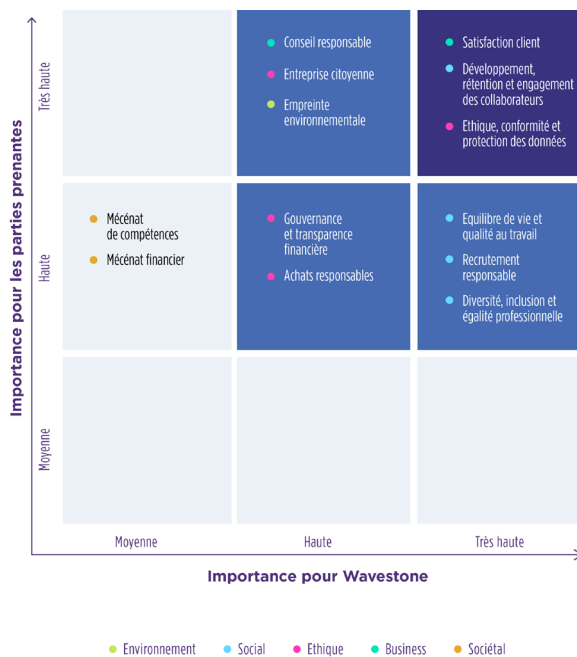 Importance pour les parties prenantes
Très haute
Haute
Moyenne
Conseil responsable
Entreprise citoyenne
Empreinte
environnementale
Satisfaction client
Développement,
rétention et engagement
des collaborateurs
Ethique, conformité et
protection des données
Mécénat
de compétences
Mécénat financier
Gouvernance
et transparence
financière
Achats responsables
Equilibre de vie et
qualité au travail
Recrutement
responsable
Diversité, inclusion et
égalité professionnelle
Moyenne
Haute
Très haute
Importance pour Wavestone
Environnement
Social
Ethique
Business
Sociétal